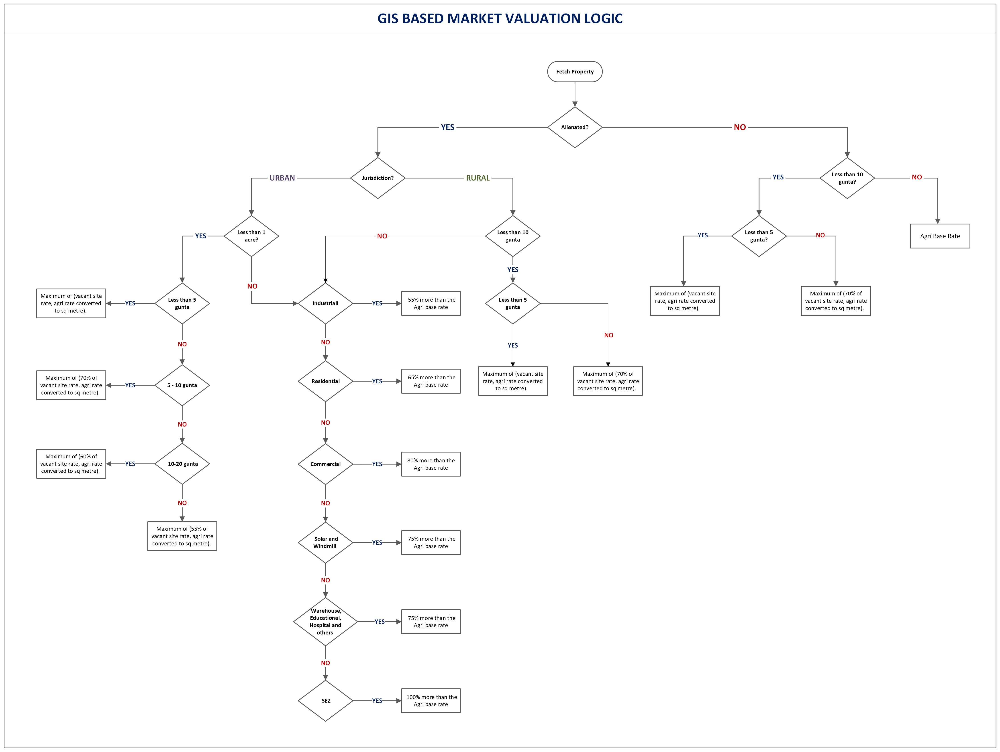 GIS BASED MARKET VALUATION LOGIC
Fetch Property
Alienated?
YES
NO
Jurisdiction?
URBAN
RURAL
Less than 10
gunta?
YES
NO
Less than 1
acre?
YES
NO
Less than 10
gunta
NO
YES
Less than 5
gunta?
YES
NO
Agri Base Rate
Maximum of (vacant site
rate, agri rate converted
to sq metre).
YES
Less than 5
gunta
NO
Industriall
YES
55% more than the
Agri base rate
NO
Less than 5
gunta
YES
NO
Maximum of (vacant site
rate, agri rate converted
to sq metre).
Maximum of (70% of
vacant site rate, agri rate
converted to sq metre).
Maximum of (70% of
vacant site rate, agri rate
converted to sq metre).
YES
5 - 10 gunta
NO
Residential
YES
65% more than the
Agri base rate
NO
Maximum of (vacant site
rate, agri rate converted
to sq metre).
Maximum of (70% of
vacant site rate, agri rate
converted to sq metre).
Maximum of (60% of
vacant site rate, agri rate
converted to sq metre).
YES
10-20 gunta
NO
Commercial
YES
80% more than the
Agri base rate
NO
Maximum of (55% of
vacant site rate, agri rate
converted to sq metre).
Solar and
Windmill
YES
75% more than the
Agri base rate
NO
Warehouse,
Educational,
Hospital and
others
YES
75% more than the
Agri base rate
NO
SEZ
YES
100% more than the
Agri base rate